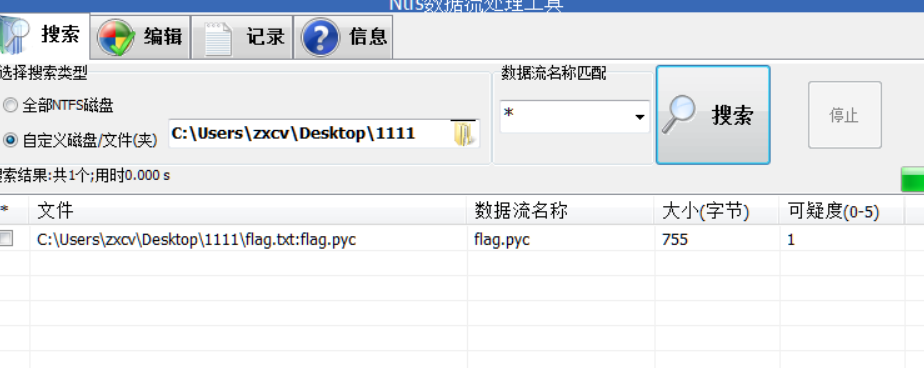 Ntfs数据流处理工具
搜索 编辑 记录 信息
选择搜索类型 数据流名称匹配
全部NTFS磁盘
* 搜索 停止
自定义磁盘/文件(夹) C:\Users\zxcv\Desktop\1111
搜索结果:共1个;用时0.000 s
* 文件 数据流名称 大小(字节) 可疑度(0-5)
C:\Users\zxcv\Desktop\1111\flag.txt:flag.pyc flag.pyc 755 1